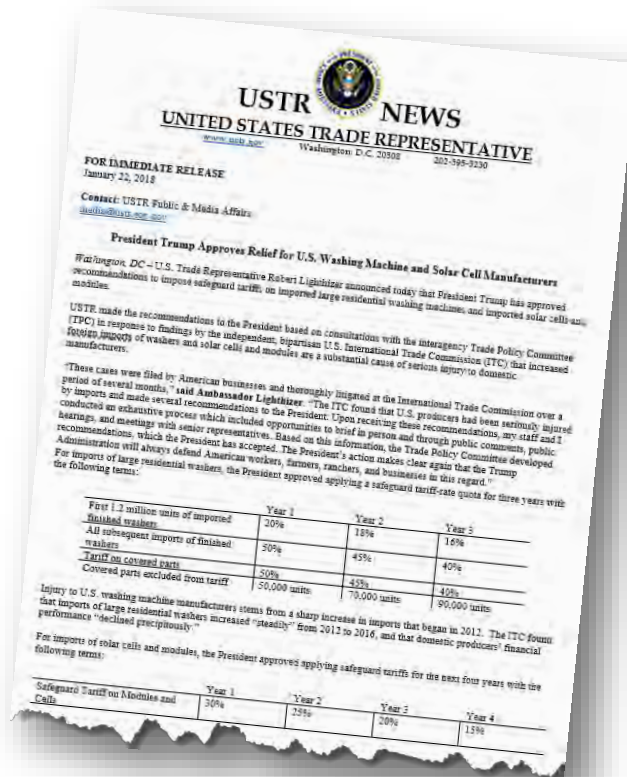 USTR NEWS
UNITED STATES TRADE REPRESENTATIVE
www.ustr.gov Washington, D.C. 20508 202-395-3230
FOR IMMEDIATE RELEASE
January 22, 2018
Contact: USTR Public & Media Affairs
media@ustr.eop.gov
President Trump Approves Relief for U.S. Washing Machine and Solar Cell Manufacturers
Washington, DC – U.S. Trade Representative Robert Lighthizer announced today that President Trump has approved
recommendations to impose safeguard tariffs on imported large residential washing machines and imported solar cells and
modules.
USTR made the recommendations to the President based on consultations with the interagency Trade Policy Committee
(TPC) in response to findings by the independent, bipartisan U.S. International Trade Commission (ITC) that increased
foreign imports of washers and solar cells and modules are a substantial cause of serious injury to domestic
manufacturers.
"These cases were filed by American businesses and thoroughly litigated at the International Trade Commission over a
period of several months," said Ambassador Lighthizer. "The ITC found that U.S. producers had been seriously injured
by imports and made several recommendations to the President. Upon receiving these recommendations, my staff and I
conducted an exhaustive process which included opportunities to brief in person and through public comments, public
hearings, and meetings with senior representatives. Based on this information, the Trade Policy Committee developed
recommendations, which the President has accepted. The President's action makes clear again that the Trump
Administration will always defend American workers, farmers, ranchers, and businesses in this regard."
For imports of large residential washers, the President approved applying a safeguard tariff-rate quota for three years with
the following terms:
Year 1 Year 2 Year 3
First 1.2 million units of imported finished washers 20% 18% 16%
All subsequent imports of finished washers 50% 45% 40%
Tariff on covered parts 50% 45% 40%
Covered parts excluded from tariff 50,000 units 70,000 units 90,000 units
Injury to U.S. washing machine manufacturers stems from a sharp increase in imports that began in 2012. The ITC found
that imports of large residential washers increased "steadily" from 2012 to 2016, and that domestic producers' financial
performance "declined precipitously."
For imports of solar cells and modules, the President approved applying safeguard tariffs for the next four years with the
following terms:
Year 1 Year 2 Year 3 Year 4
Safeguard Tariff on Modules and Cells 30% 25% 20% 15%